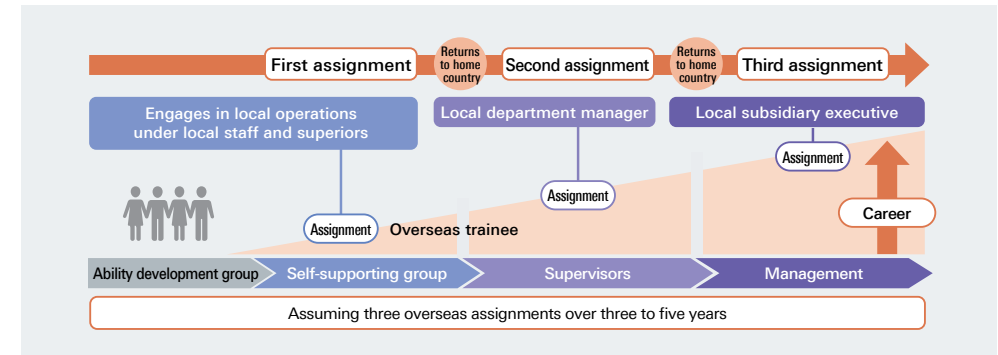 First assignment
Returns
to home
country
Second assignment
Returns
to home
country
Third assignment
Engages in local operations
under local staff and superiors
Local department manager
Local subsidiary executive
Assignment
Assignment
Assignment
Overseas trainee
Career
Ability development group
Self-supporting group
Supervisors
Management
Assuming three overseas assignments over three to five years